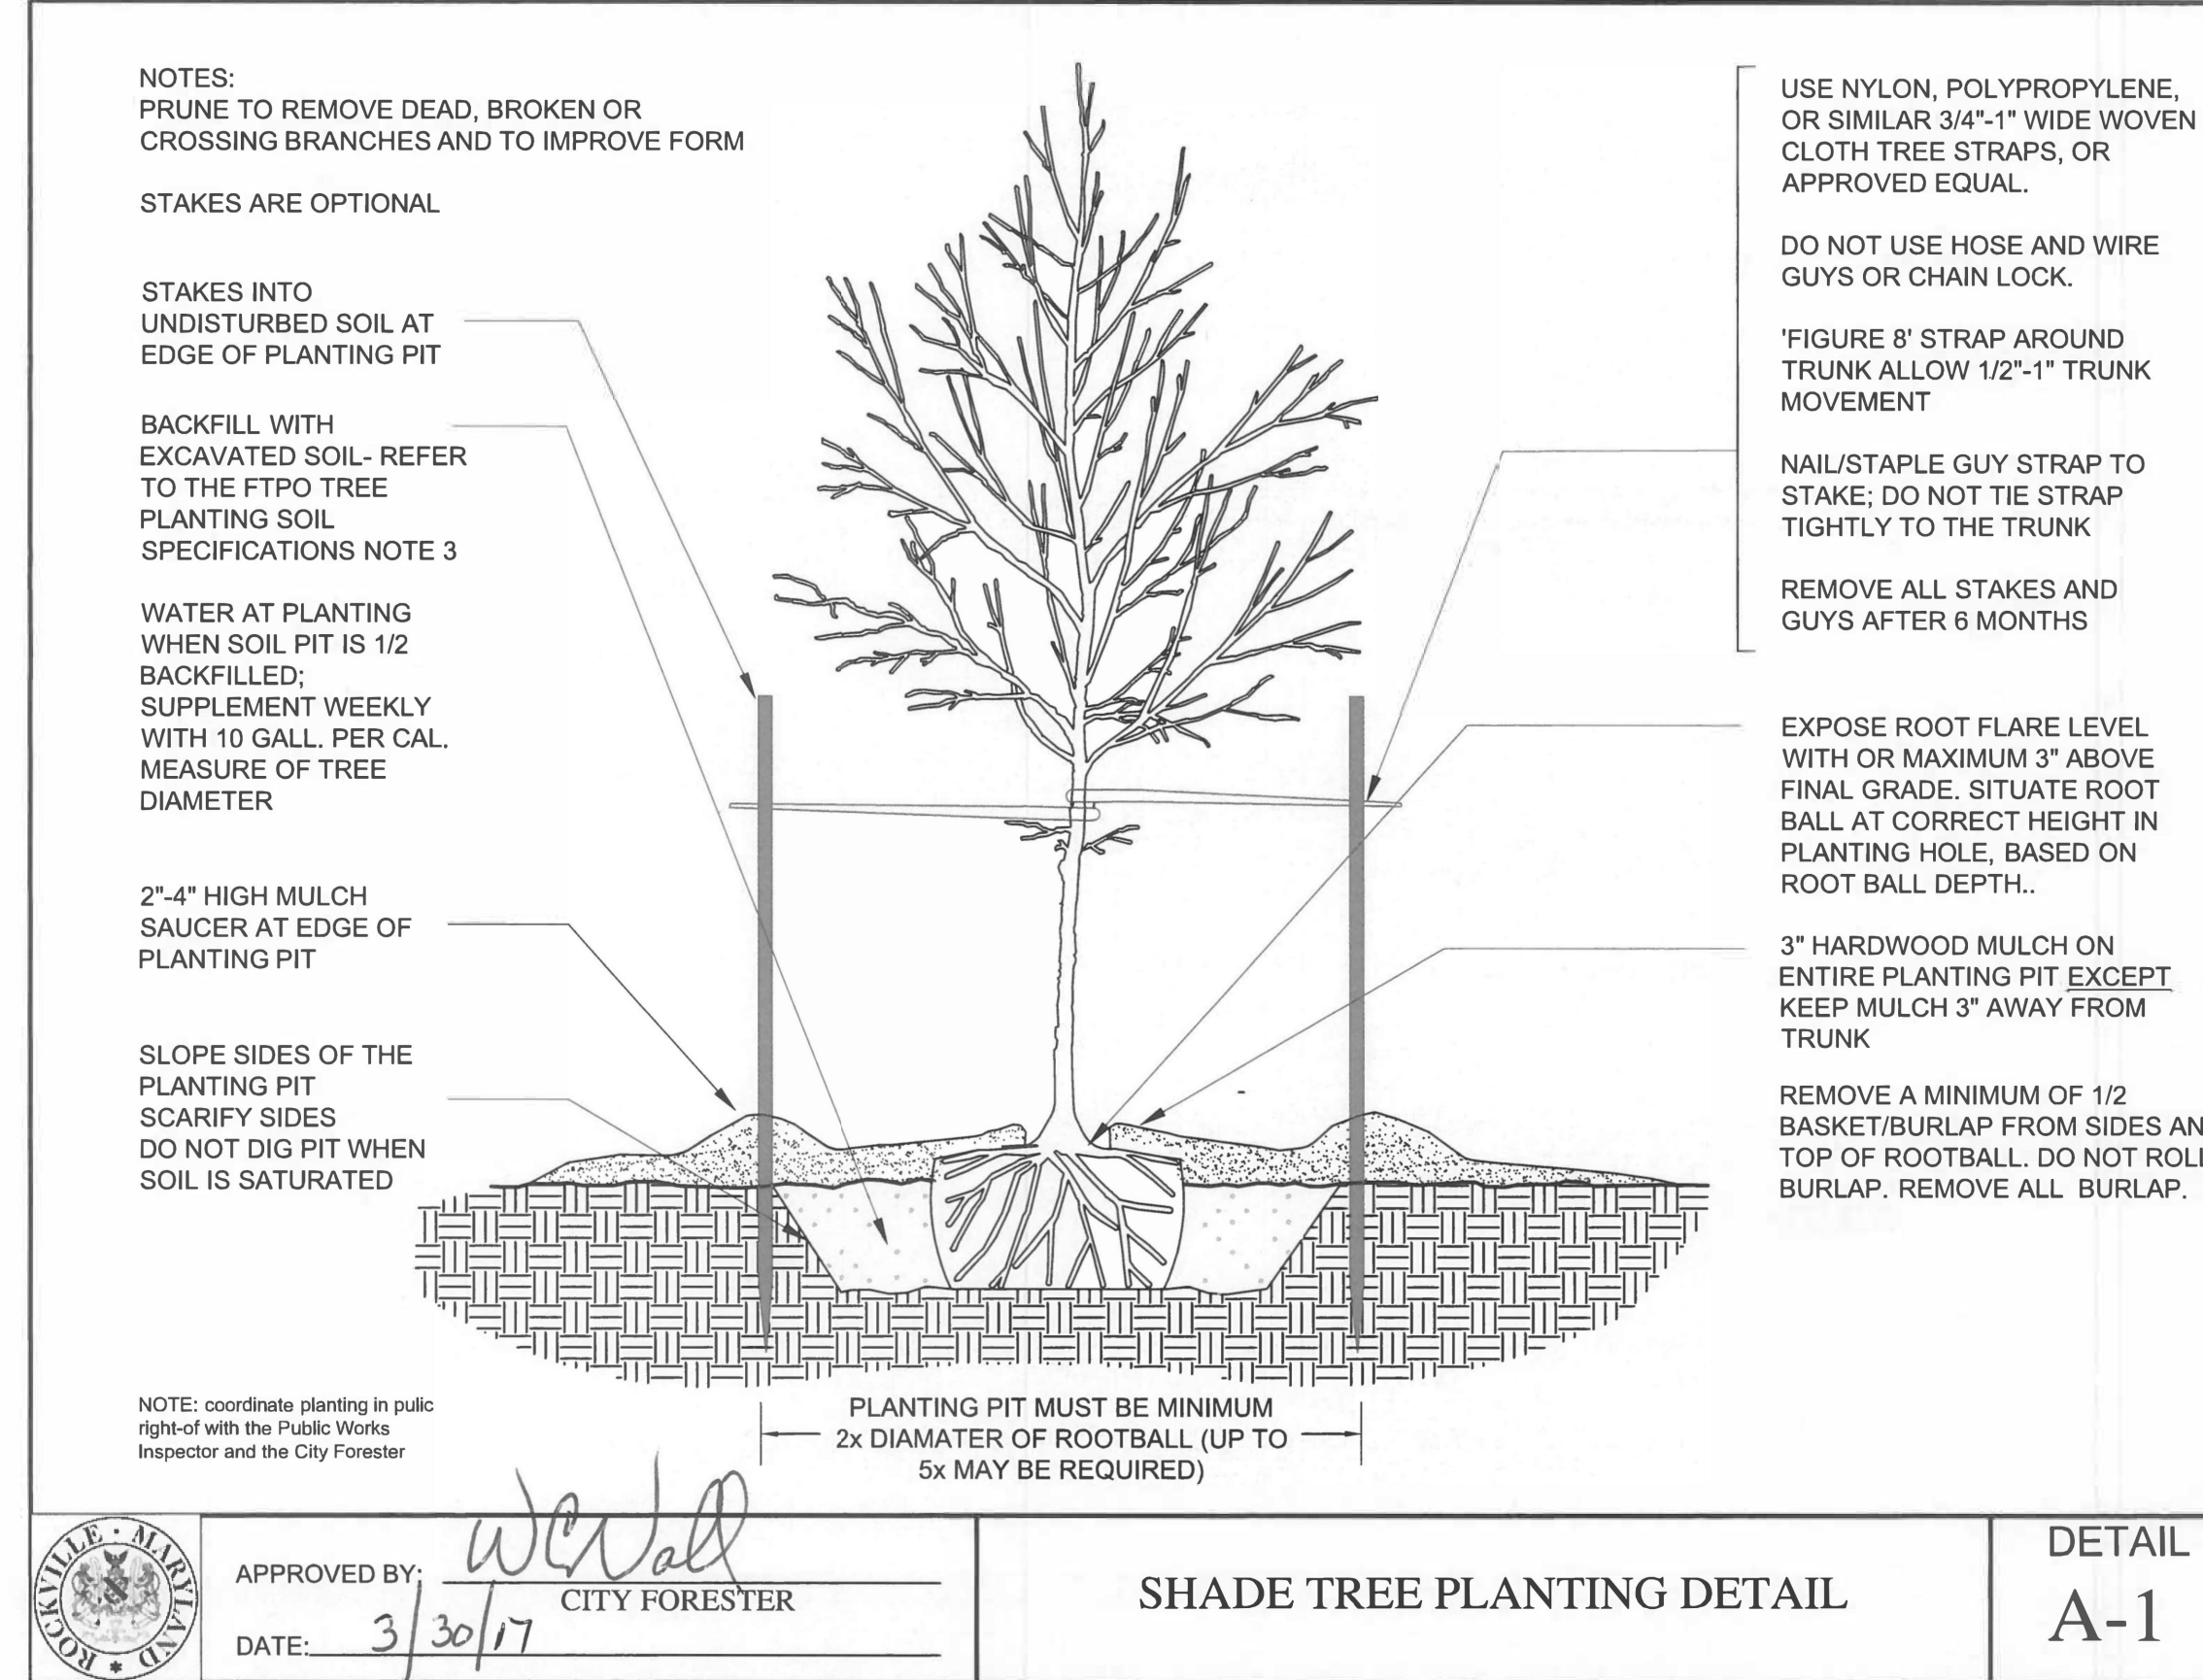 NOTES:
PRUNE TO REMOVE DEAD, BROKEN OR
CROSSING BRANCHES AND TO IMPROVE FORM
STAKES ARE OPTIONAL
STAKES INTO
UNDISTURBED SOIL AT
EDGE OF PLANTING PIT
BACKFILL WITH
EXCAVATED SOIL- REFER
TO THE FTPO TREE
PLANTING SOIL
SPECIFICATIONS NOTE 3
WATER AT PLANTING
WHEN SOIL PIT IS 1/2
BACKFILLED;
SUPPLEMENT WEEKLY
WITH 10 GALL. PER CAL.
MEASURE OF TREE
DIAMETER
2"-4" HIGH MULCH
SAUCER AT EDGE OF
PLANTING PIT
SLOPE SIDES OF THE
PLANTING PIT
SCARIFY SIDES
DO NOT DIG PIT WHEN
SOIL IS SATURATED
USE NYLON, POLYPROPYLENE,
OR SIMILAR 3/4"-1" WIDE WOVEN
CLOTH TREE STRAPS, OR
APPROVED EQUAL.
DO NOT USE HOSE AND WIRE
GUYS OR CHAIN LOCK.
'FIGURE 8' STRAP AROUND
TRUNK ALLOW 1/2"-1" TRUNK
MOVEMENT
NAIL/STAPLE GUY STRAP TO
STAKE; DO NOT TIE STRAP
TIGHTLY TO THE TRUNK
REMOVE ALL STAKES AND
GUYS AFTER 6 MONTHS
EXPOSE ROOT FLARE LEVEL
WITH OR MAXIMUM 3" ABOVE
FINAL GRADE. SITUATE ROOT
BALL AT CORRECT HEIGHT IN
PLANTING HOLE, BASED ON
ROOT BALL DEPTH..
3" HARDWOOD MULCH ON
ENTIRE PLANTING PIT EXCEPT
KEEP MULCH 3" AWAY FROM
TRUNK
REMOVE A MINIMUM OF 1/2
BASKET/BURLAP FROM SIDES AN
TOP OF ROOTBALL. DO NOT ROLL
BURLAP. REMOVE ALL BURLAP.
NOTE: coordinate planting in pulic
right-of with the Public Works
Inspector and the City Forester
PLANTING PIT MUST BE MINIMUM
2x DIAMATER OF ROOTBALL (UP TO
5x MAY BE REQUIRED)
ROCKVILLE · MARYLAND
APPROVED BY:
CITY FORESTER
DATE: 3/30/17
SHADE TREE PLANTING DETAIL
DETAIL
A-1